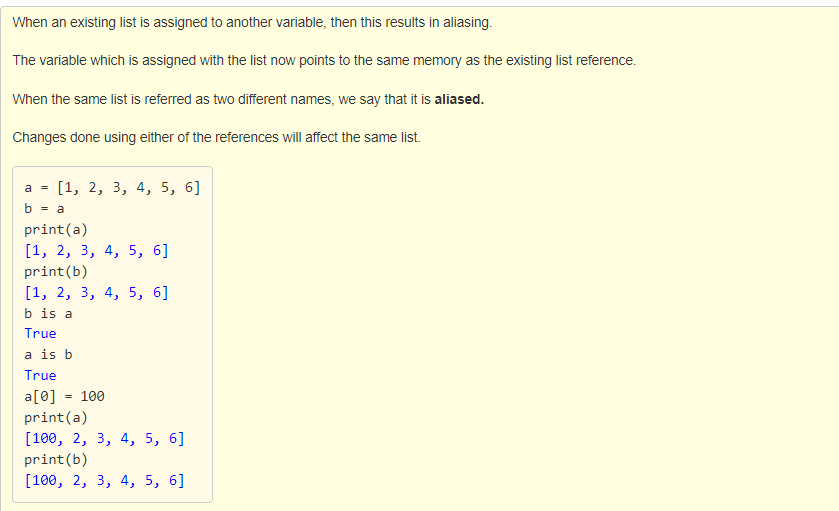 When an existing list is assigned to another variable, then this results in aliasing.
The variable which is assigned with the list now points to the same memory as the existing list reference.
When the same list is referred as two different names, we say that it is aliased.
Changes done using either of the references will affect the same list.
a = [1, 2, 3, 4, 5, 6]
b = a
print(a)
[1, 2, 3, 4, 5, 6]
print(b)
[1, 2, 3, 4, 5, 6]
b is a
True
a is b
True
a[0] = 100
print(a)
[100, 2, 3, 4, 5, 6]
print(b)
[100, 2, 3, 4, 5, 6]